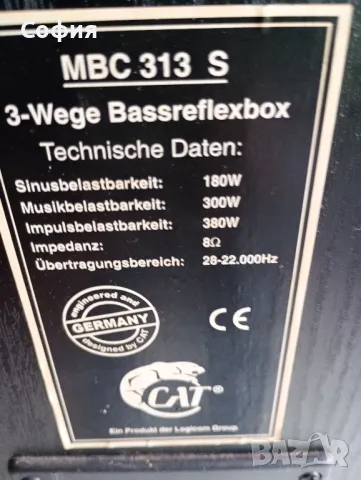 София
MBC 313 S
3-Wege Bassreflexbox
Technische Daten:
Sinusbelastbarkeit: 180W
Musikbelastbarkeit: 300W
Impulsbelastbarkeit: 380W
Impedanz: 8Ω
Übertragungsbereich: 28-22.000Hz
engineered and
GERMANY
designed by CAT
CE
CAT®
Ein Produkt der Logicom Group
bazar